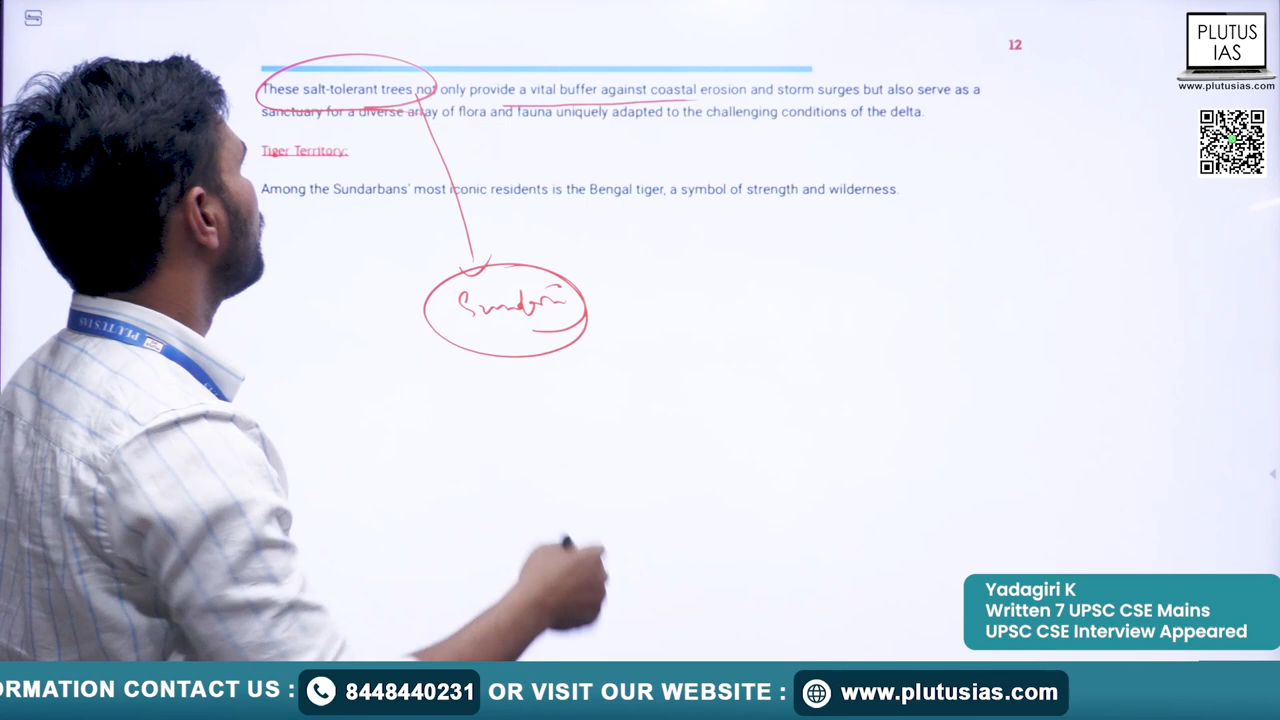 12
PLUTUS
IAS
www.plutusias.com
These salt-tolerant trees not only provide a vital buffer against coastal erosion and storm surges but also serve as a
sanctuary for a diverse array of flora and fauna uniquely adapted to the challenging conditions of the delta.
Tiger Territory:
Among the Sundarbans' most iconic residents is the Bengal tiger, a symbol of strength and wilderness.
Sundari
PLUTUS IAS
Yadagiri K
Written 7 UPSC CSE Mains
UPSC CSE Interview Appeared
ORMATION CONTACT US : 8448440231 OR VISIT OUR WEBSITE : www.plutusias.com